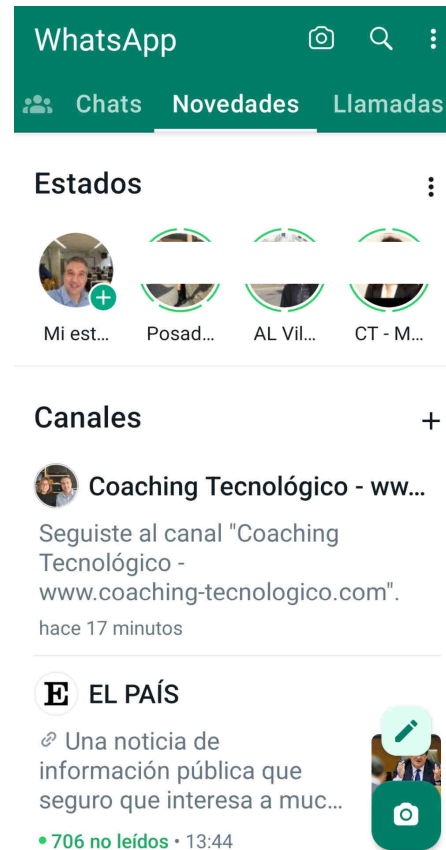 WhatsApp
Chats Novedades Llamadas
Estados
Mi est... Posad... AL Vil... CT - M...
Canales
Coaching Tecnológico - ww...
Seguiste al canal "Coaching
Tecnológico -
www.coaching-tecnologico.com".
hace 17 minutos
E EL PAÍS
Una noticia de
información pública que
seguro que interesa a muc...
• 706 no leídos • 13:44